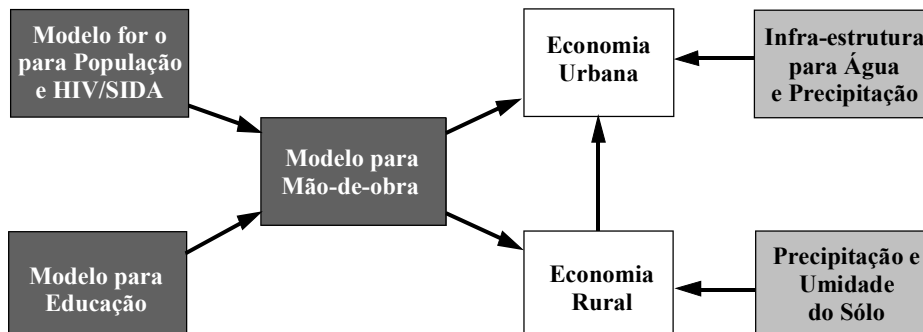 Modelo for o
para População
e HIV/SIDA
Economia
Urbana
Infra-estrutura
para Água
e Precipitação
Modelo para
Mão-de-obra
Modelo para
Educação
Economia
Rural
Precipitação e
Umidade
do Sólo